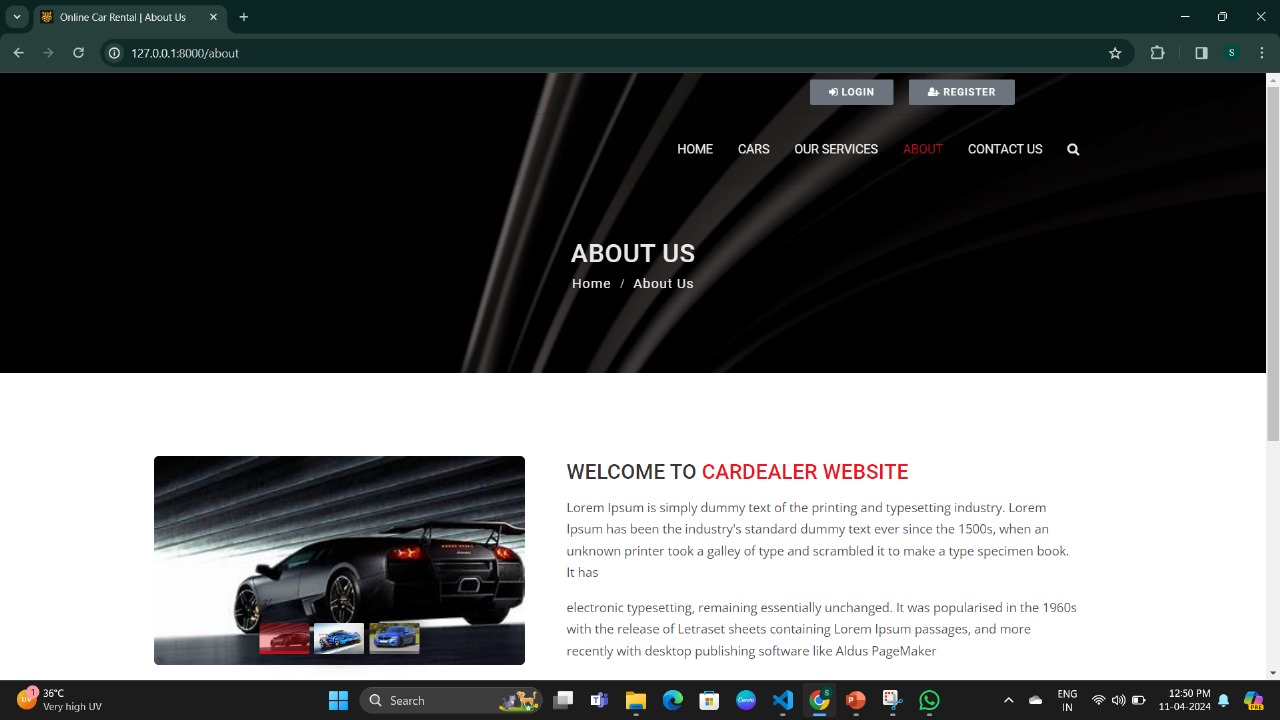 Online Car Rental | About Us
127.0.0.1:8000/about
S
LOGIN
REGISTER
HOME CARS OUR SERVICES ABOUT CONTACT US
ABOUT US
Home / About Us
WELCOME TO CARDEALER WEBSITE
Lorem Ipsum is simply dummy text of the printing and typesetting industry. Lorem
Ipsum has been the industry's standard dummy text ever since the 1500s, when an
unknown printer took a galley of type and scrambled it to make a type specimen book.
It has
electronic typesetting, remaining essentially unchanged. It was popularised in the 1960s
with the release of Letraset sheets containing Lorem Ipsum passages, and more
recently with desktop publishing software like Aldus PageMaker
UV 1
36°C
Very high UV
Search
Canva
S
ENG
IN
12:50 PM
11-04-2024
PRE